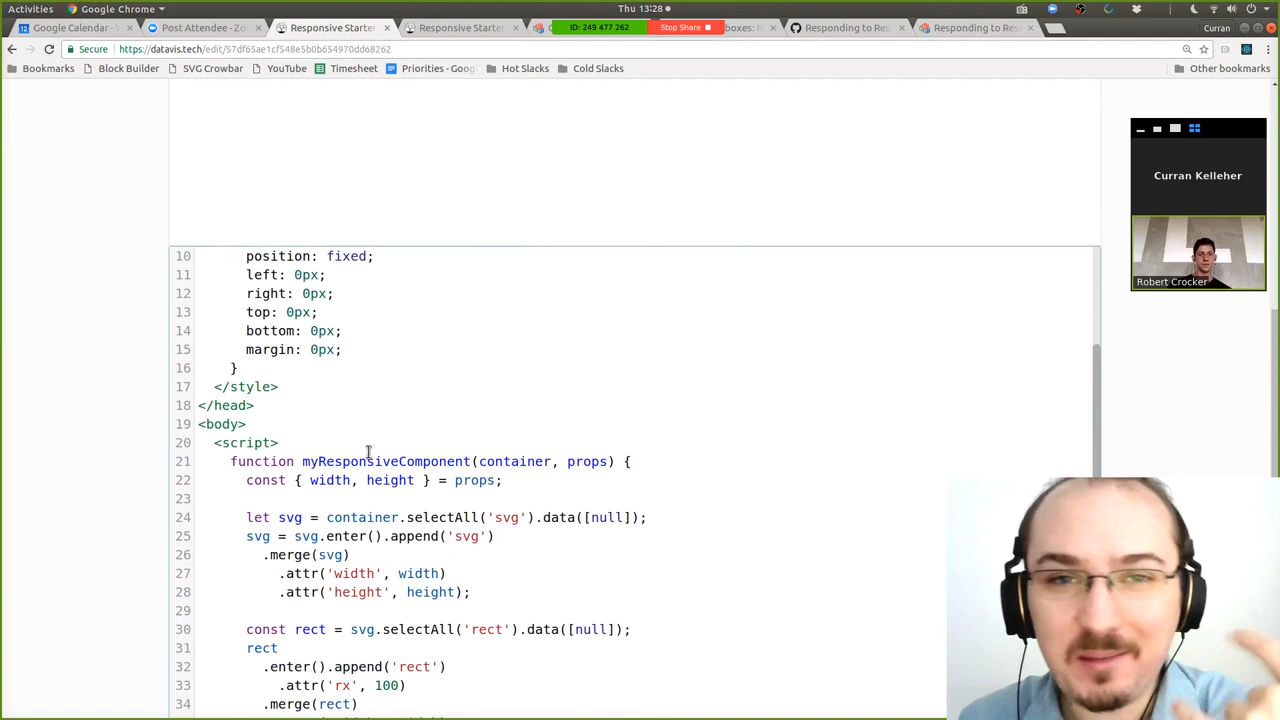 Activities
Google Chrome
Thu 13:28
Google Calendar - W
Post Attendee - Zoo
Responsive Starter
Responsive Starter
ID: 249 477 262
Stop Share
boxes: N
Responding to Res
Responding to Res
Curran
Secure
https://datavis.tech/edit/57df65ae1cf548e5b0b654970dd68262
Bookmarks
Block Builder
SVG Crowbar
YouTube
Timesheet
Priorities - Goog
Hot Slacks
Cold Slacks
Other bookmarks
Curran Kelleher
Robert Crocker
10 position: fixed;
11 left: 0px;
12 right: 0px;
13 top: 0px;
14 bottom: 0px;
15 margin: 0px;
16 }
17 </style>
18 </head>
19 <body>
20 <script>
21 function myResponsiveComponent(container, props) {
22 const { width, height } = props;
23
24 let svg = container.selectAll('svg').data([null]);
25 svg = svg.enter().append('svg')
26 .merge(svg)
27 .attr('width', width)
28 .attr('height', height);
29
30 const rect = svg.selectAll('rect').data([null]);
31 rect
32 .enter().append('rect')
33 .attr('rx', 100)
34 .merge(rect)